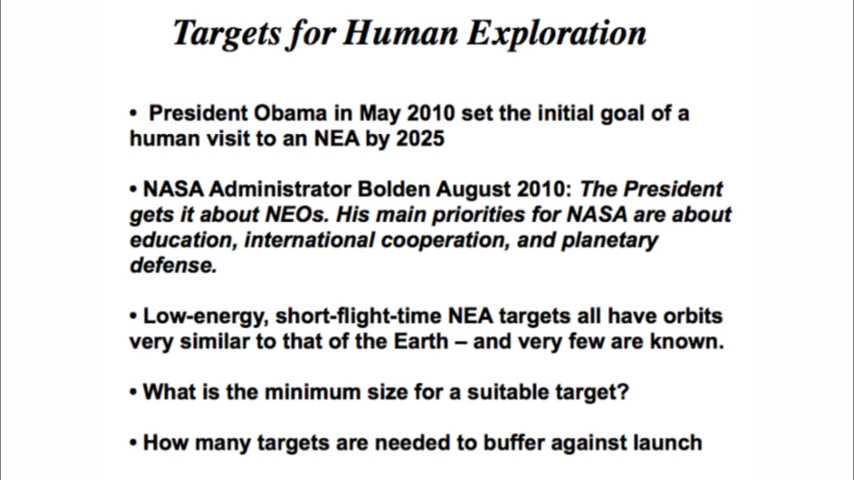 Targets for Human Exploration
• President Obama in May 2010 set the initial goal of a
human visit to an NEA by 2025
• NASA Administrator Bolden August 2010: The President
gets it about NEOs. His main priorities for NASA are about
education, international cooperation, and planetary
defense.
• Low-energy, short-flight-time NEA targets all have orbits
very similar to that of the Earth – and very few are known.
• What is the minimum size for a suitable target?
• How many targets are needed to buffer against launch